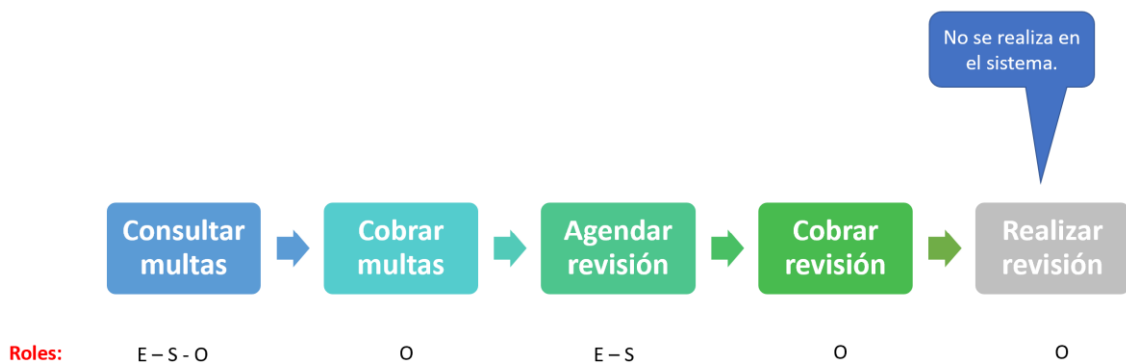 No se realiza en
el sistema.
Consultar
multas
Cobrar
multas
Agendar
revisión
Cobrar
revisión
Realizar
revisión
Roles:
E – S - O
O
E – S
O
O